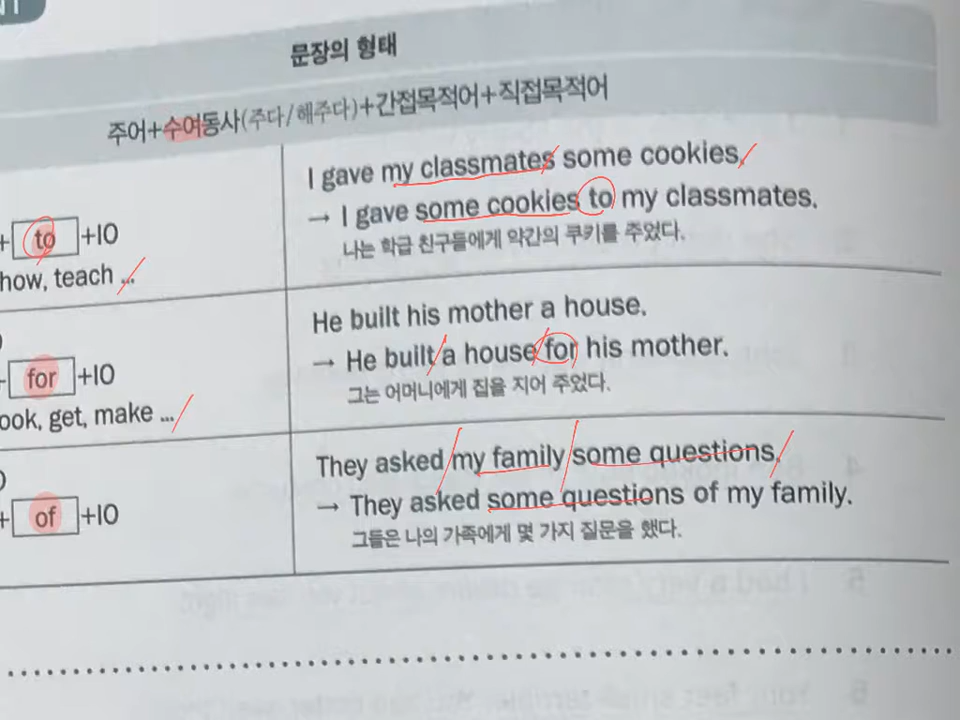 문장의 형태
주어+수여동사(주다/해주다)+간접목적어+직접목적어
I gave my classmates some cookies.
+ to +IO
→ I gave some cookies to my classmates.
나는 학급 친구들에게 약간의 쿠키를 주었다.
how, teach ...
He built his mother a house.
for +IO
→ He built a house for his mother.
그는 어머니에게 집을 지어 주었다.
ook, get, make ...
They asked my family some questions.
+ of +IO
→ They asked some questions of my family.
그들은 나의 가족에게 몇 가지 질문을 했다.